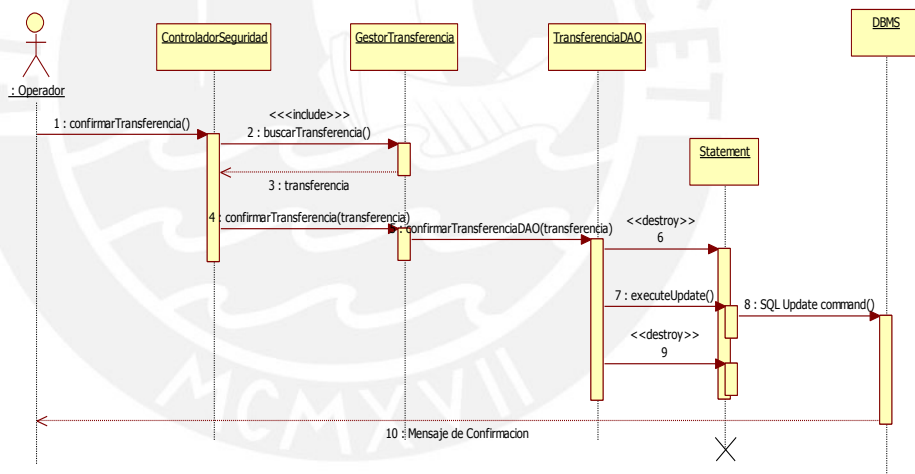 DBMS
ControladorSeguridad
GestorTransferencia
TransferenciaDAO
: Operador
1 : confirmarTransferencia()
<<<include>>>
2 : buscarTransferencia()
Statement
3 : transferencia
4 : confirmarTransferencia(transferencia)
5 : confirmarTransferenciaDAO(transferencia)
<<destroy>>
6
7 : executeUpdate()
8 : SQL Update command()
<<destroy>>
9
10 : Mensaje de Confirmacion
MCMXVII